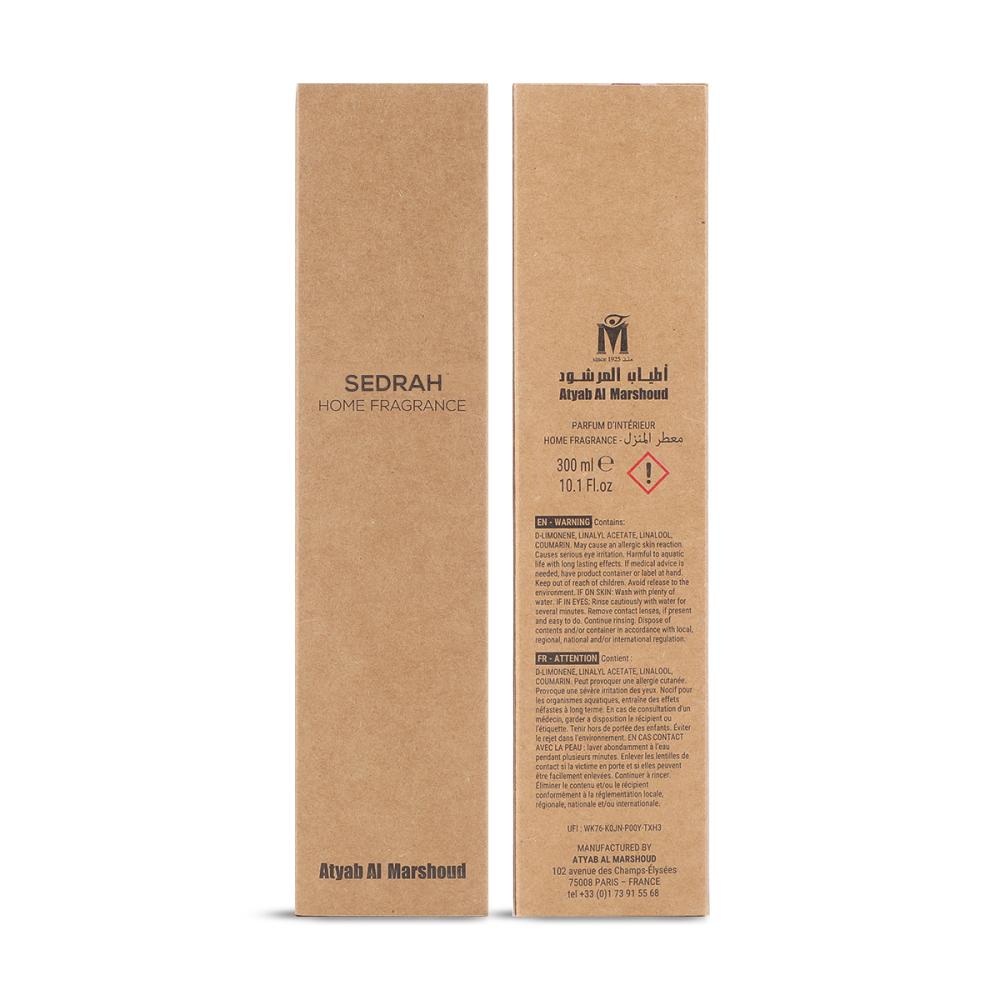 SEDRAH
HOME FRAGRANCE
Atyab Al Marshoud
M
since 1925 منذ
أطياب المرشود
Atyab Al Marshoud
PARFUM D'INTÉRIEUR
HOME FRAGRANCE - معطر المنزل
300 ml ℮
10.1 Fl.oz
!
EN - WARNING Contains:
D-LIMONENE, LINALYL ACETATE, LINALOOL,
COUMARIN. May cause an allergic skin reaction.
Causes serious eye irritation. Harmful to aquatic
life with long lasting effects. If medical advice is
needed, have product container or label at hand.
Keep out of reach of children. Avoid release to the
environment. IF ON SKIN: Wash with plenty of
water. IF IN EYES: Rinse cautiously with water for
several minutes. Remove contact lenses, if present
and easy to do. Continue rinsing. Dispose of
contents and/or container in accordance with local,
regional, national and/or international regulation.
FR - ATTENTION Contient :
D-LIMONENE, LINALYL ACETATE, LINALOOL,
COUMARIN. Peut provoquer une allergie cutanée.
Provoque une sévère irritation des yeux. Nocif pour
les organismes aquatiques, entraîne des effets
néfastes à long terme. En cas de consultation d'un
médecin, garder a disposition le récipient ou
l'étiquette. Tenir hors de portée des enfants. Éviter
le rejet dans l'environnement. EN CAS CONTACT
AVEC LA PEAU : laver abondamment à l'eau
pendant plusieurs minutes. Enlever les lentilles de
contact si la victime en porte et si elles peuvent
être facilement enlevées. Continuer à rincer.
Éliminer le contenu et/ou le récipient
conformément à la réglementation locale,
régionale, nationale et/ou internationale.
UFI : WK76-K0JN-P00Y-TXH3
MANUFACTURED BY
ATYAB AL MARSHOUD
102 avenue des Champs-Élysées
75008 PARIS – FRANCE
tel +33 (0)1 73 91 55 68